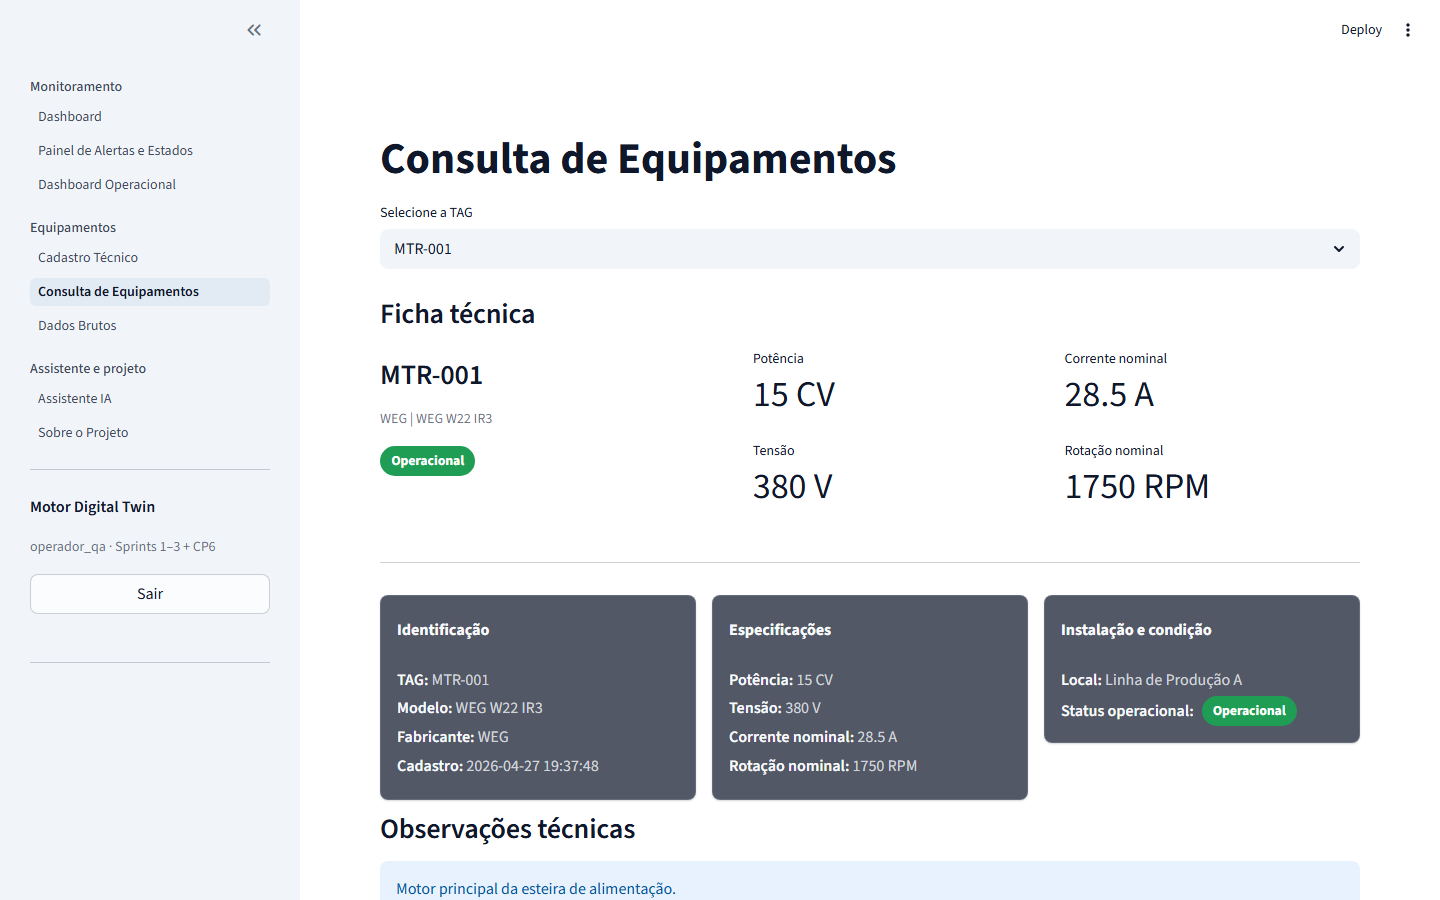 Deploy
Monitoramento
Dashboard
Painel de Alertas e Estados
Dashboard Operacional
Equipamentos
Cadastro Técnico
Consulta de Equipamentos
Dados Brutos
Assistente e projeto
Assistente IA
Sobre o Projeto
Motor Digital Twin
operador_qa · Sprints 1–3 + CP6
Sair
Consulta de Equipamentos
Selecione a TAG
MTR-001
Ficha técnica
MTR-001
WEG | WEG W22 IR3
Operacional
Potência
15 CV
Corrente nominal
28.5 A
Tensão
380 V
Rotação nominal
1750 RPM
Identificação
TAG: MTR-001
Modelo: WEG W22 IR3
Fabricante: WEG
Cadastro: 2026-04-27 19:37:48
Especificações
Potência: 15 CV
Tensão: 380 V
Corrente nominal: 28.5 A
Rotação nominal: 1750 RPM
Instalação e condição
Local: Linha de Produção A
Status operacional: Operacional
Observações técnicas
Motor principal da esteira de alimentação.